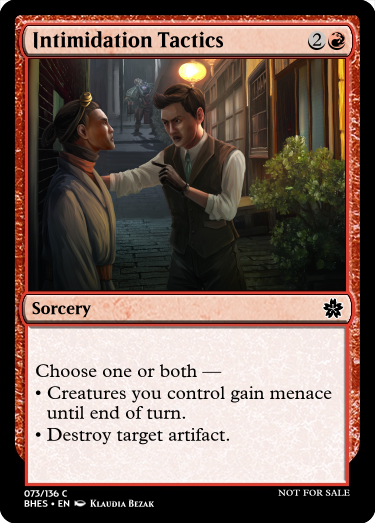 Intimidation Tactics 2
Sorcery
Choose one or both —
• Creatures you control gain menace
until end of turn.
• Destroy target artifact.
073/136 C
BHES • EN Klaudia Bezak
NOT FOR SALE